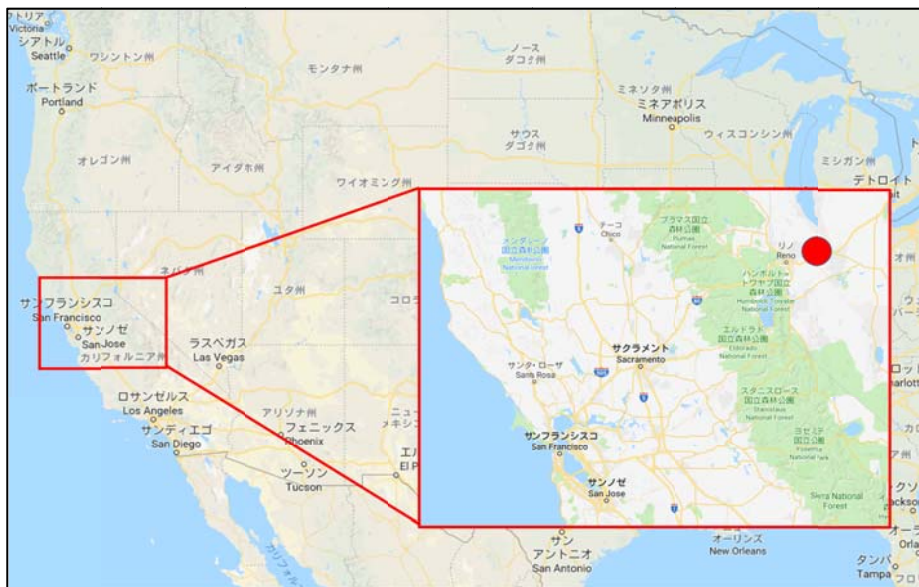 Victoria
シアトル
Seattle
ワシントン州
モンタナ州
ノース
ダコタ州
ミネソタ州
ミネアポリス
Minneapolis
ポートランド
Portland
オレゴン州
アイダホ州
サウス
ダコタ州
ウィスコンシン州
ミシガン州
ワイオミング州
デトロイト
ネバダ州
ユタ州
コロラ
サンフランシスコ
San Francisco
サンノゼ
San Jose
カリフォルニア州
ラスベガス
Las Vegas
ロサンゼルス
Los Angeles
サンディエゴ
San Diego
アリゾナ州
フェニックス
Phoenix
ツーソン
Tucson
ニュー
メキシコ
エル
El P
カリフォル
サン
アントニオ
San Antonio
オーリンズ
New Orleans
オー州
タンパ
Tampa
メンダシーノ
国立森林公園
Mendocino
National Forest
チーコ
Chico
プラマス国立
森林公園
Plumas
National Forest
リノ
Reno
ハンボルト-
トワヤブ国立
森林公園
Humboldt-Toiyabe
National Forest
エルドラド
国立森林公園
Eldorado
National Forest
サクラメント
Sacramento
サンタ・ローザ
Santa Rosa
スタニスロース
国立森林公園
Stanislaus
National Forest
ヨセミテ
国立公園
Yosemite
National Park
サンフランシスコ
San Francisco
サンノゼ
San Jose
Sierra National
Forest